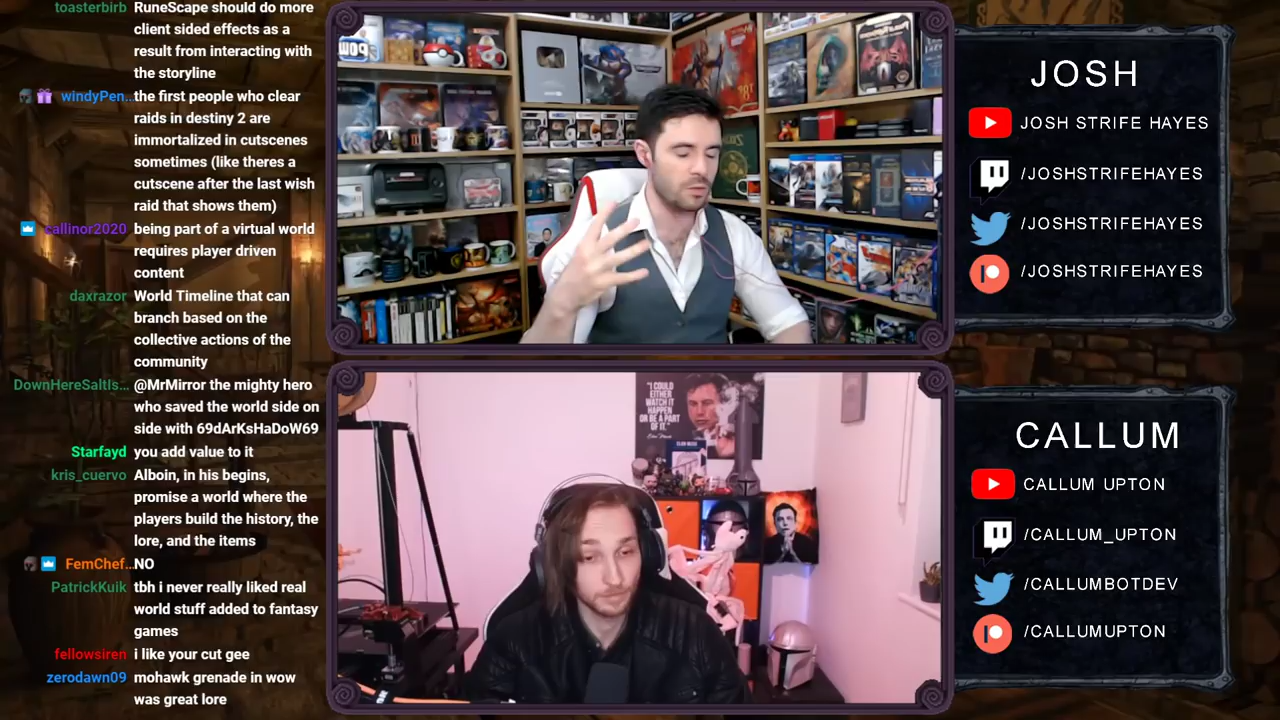 toasterbirb RuneScape should do more
client sided effects as a
result from interacting with
the storyline
windyPen... the first people who clear
raids in destiny 2 are
immortalized in cutscenes
sometimes (like theres a
cutscene after the last wish
raid that shows them)
callinor2020 being part of a virtual world
requires player driven
content
daxrazor World Timeline that can
branch based on the
collective actions of the
community
DownHereSaltIs... @MrMirror the mighty hero
who saved the world side on
side with 69dArKsHaDoW69
Starfayd you add value to it
kris_cuervo Alboin, in his begins,
promise a world where the
players build the history, the
lore, and the items
FemChef... NO
PatrickKuik tbh i never really liked real
world stuff added to fantasy
games
fellowsiren i like your cut gee
zerodawn09 mohawk grenade in wow
was great lore
JOSH
JOSH STRIFE HAYES
/JOSHSTRIFEHAYES
/JOSHSTRIFEHAYES
/JOSHSTRIFEHAYES
"I COULD
EITHER
WATCH IT
HAPPEN
OR BE A PART
OF IT."
CALLUM
CALLUM UPTON
/CALLUM_UPTON
/CALLUMBOTDEV
/CALLUMUPTON